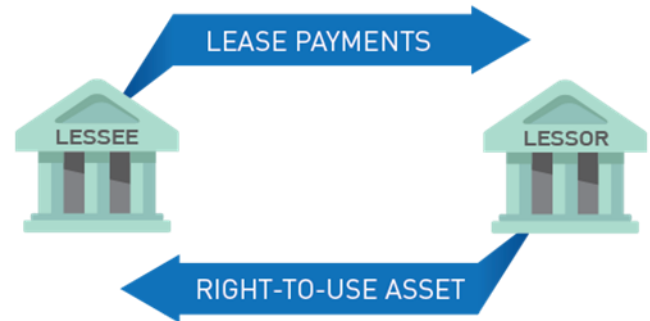 LEASE PAYMENTS
LESSEE
LESSOR
RIGHT-TO-USE ASSET